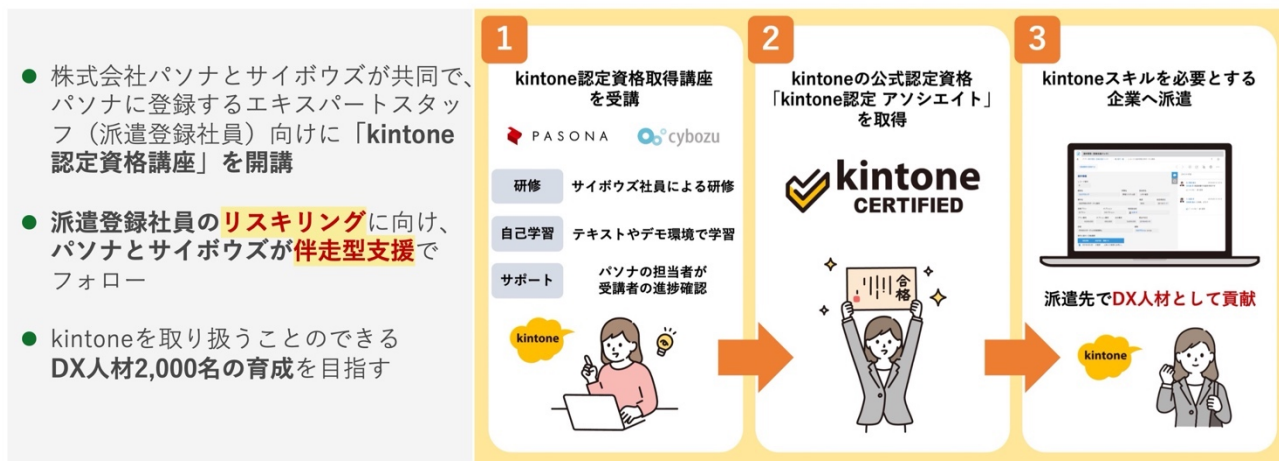 株式会社パソナとサイボウズが共同で、
パソナに登録するエキスパートスタッ
フ（派遣登録社員）向けに「kintone
認定資格講座」を開講
派遣登録社員のリスキリングに向け、
パソナとサイボウズが伴走型支援で
フォロー
kintoneを取り扱うことのできる
DX人材2,000名の育成を目指す
1
kintone認定資格取得講座
を受講
PASONA
cybozu
研修
サイボウズ社員による研修
自己学習
テキストやデモ環境で学習
サポート
パソナの担当者が
受講者の進捗確認
kintone
2
kintoneの公式認定資格
「kintone認定 アソシエイト」
を取得
kintone
CERTIFIED
合格
3
kintoneスキルを必要とする
企業へ派遣
派遣先でDX人材として貢献
kintone